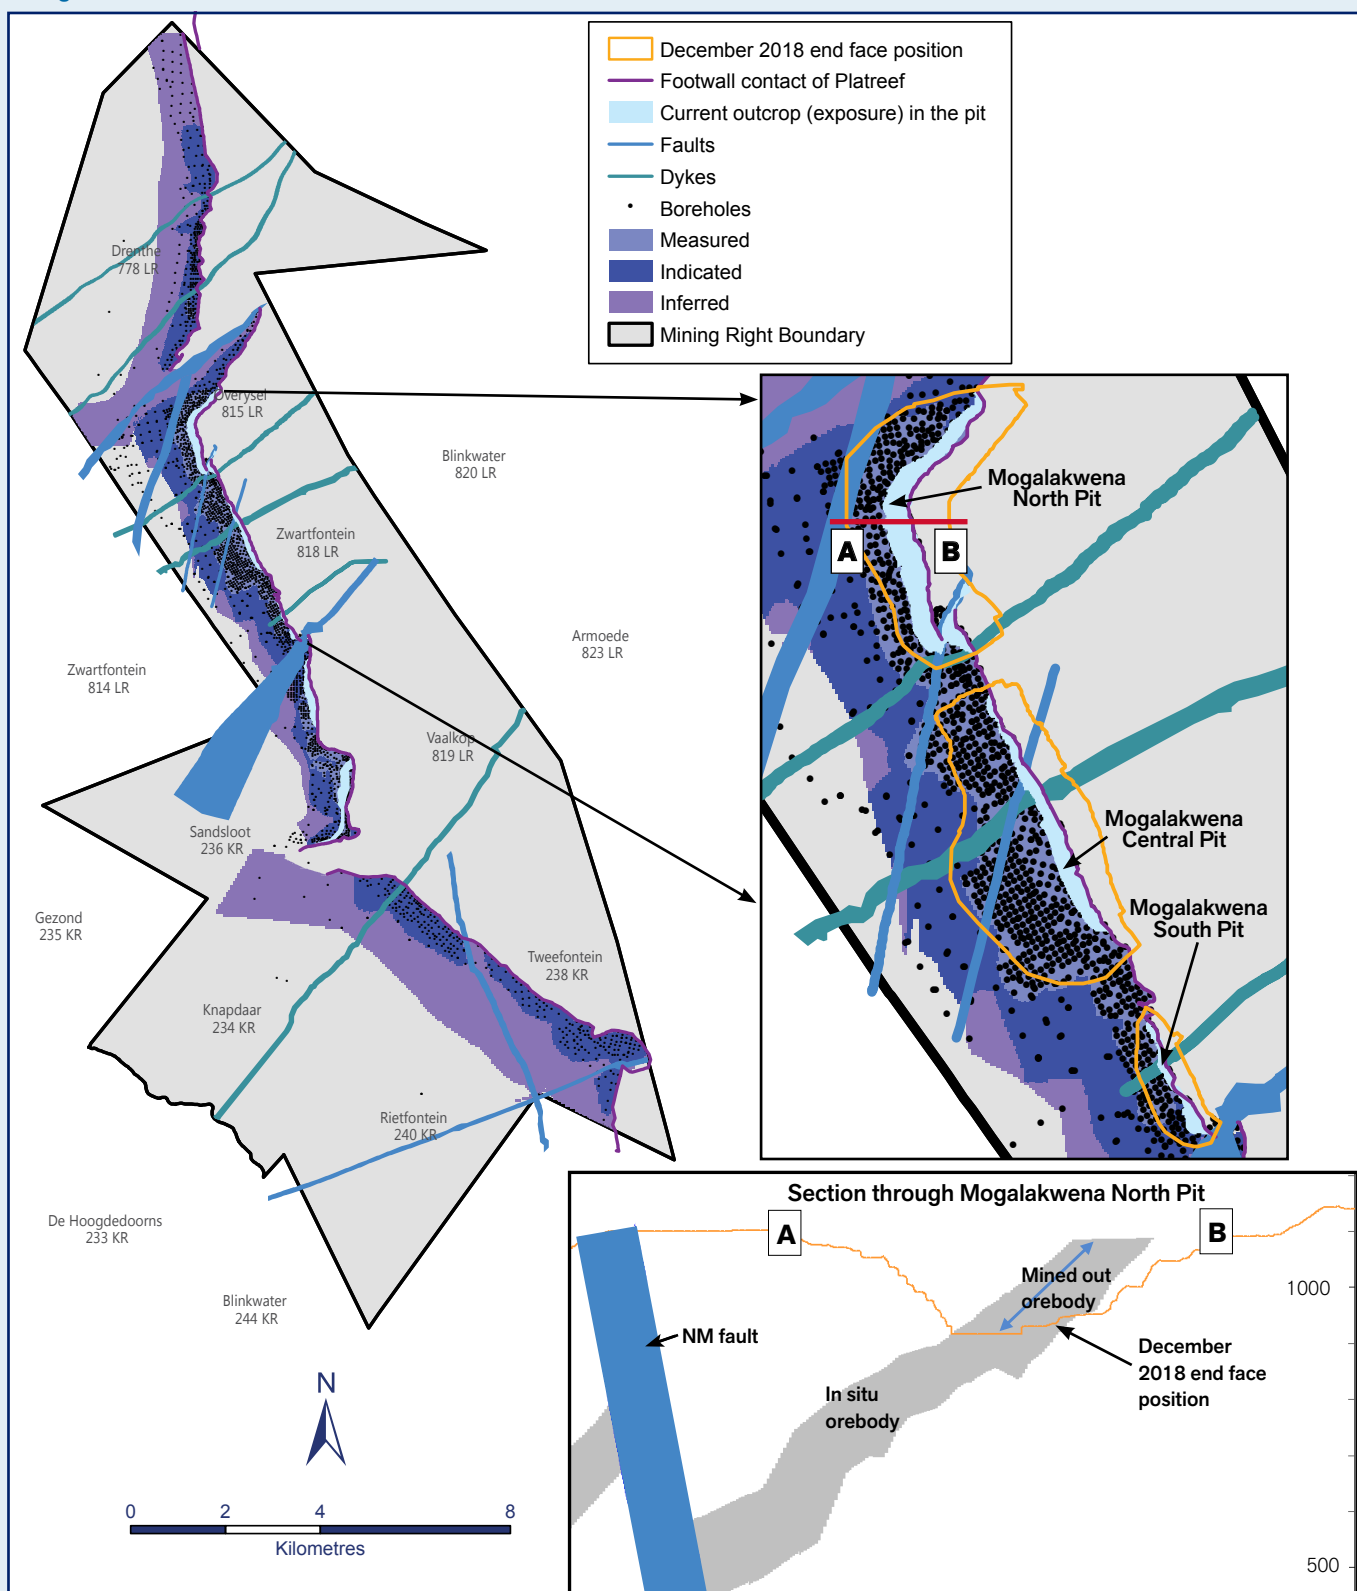 December 2018 end face position
Footwall contact of Platreef
Current outcrop (exposure) in the pit
Faults
Dykes
Boreholes
Measured
Indicated
Inferred
Mining Right Boundary
Drenthe
778 LR
Overysel
815 LR
Blinkwater
820 LR
Zwartfontein
818 LR
Armoede
823 LR
Zwartfontein
814 LR
Vaalkop
819 LR
Sandsloot
236 KR
Gezond
235 KR
Tweefontein
238 KR
Knapdaar
234 KR
Rietfontein
240 KR
De Hoogdedoorns
233 KR
Blinkwater
244 KR
N
0 2 4 8
Kilometres
Mogalakwena
North Pit
A B
Mogalakwena
Central Pit
Mogalakwena
South Pit
Section through Mogalakwena North Pit
A B
Mined out
orebody
1000
NM fault
December
2018 end face
position
In situ
orebody
500